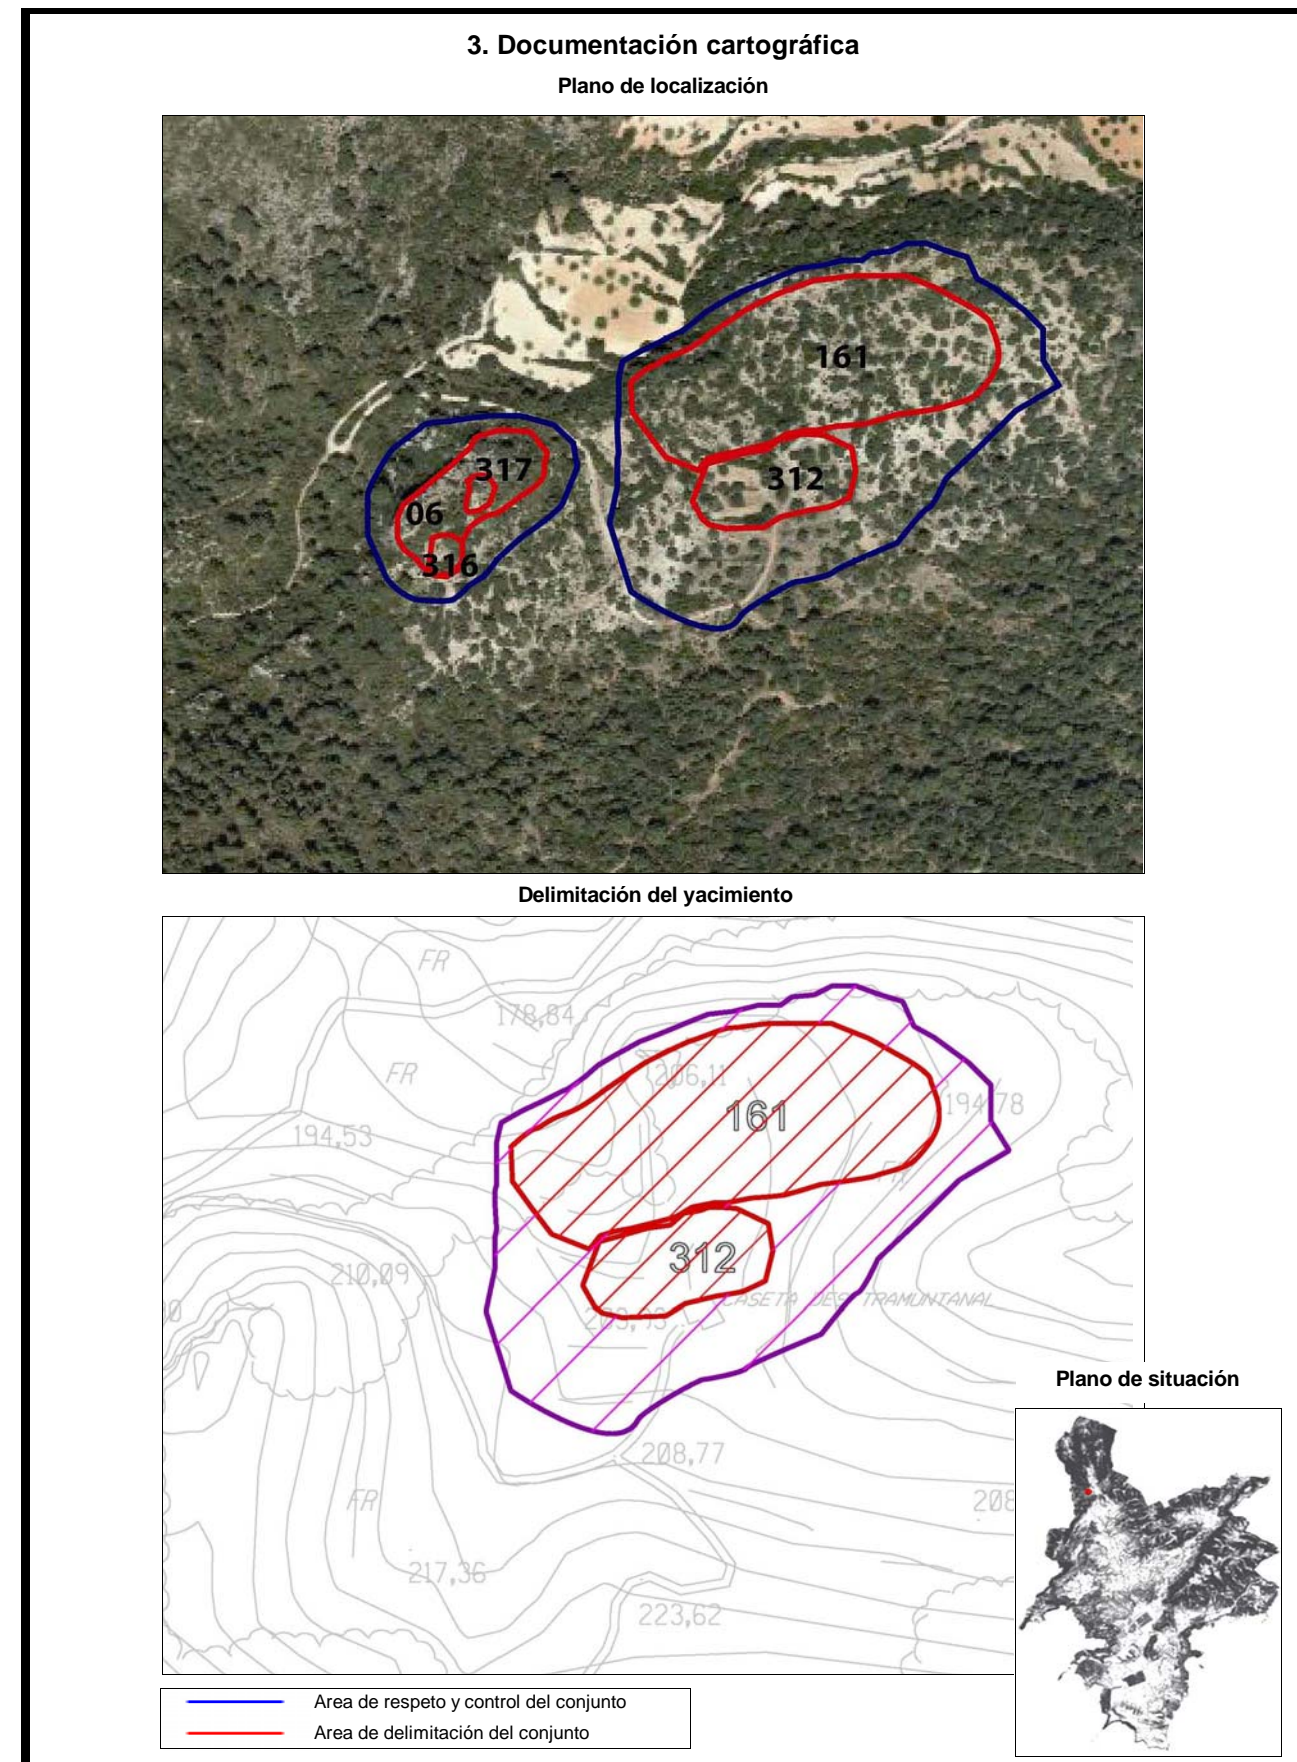 3. Documentación cartográfica
Plano de localización
161
317
312
06
316
Delimitación del yacimiento
FR
178,84
FR
206,11
161
194,78
194,53
FR
312
210,09
CASETA DES TRAMUNTANAL
208,77
FR
208
217,36
223,62
Plano de situación
Area de respeto y control del conjunto
Area de delimitación del conjunto